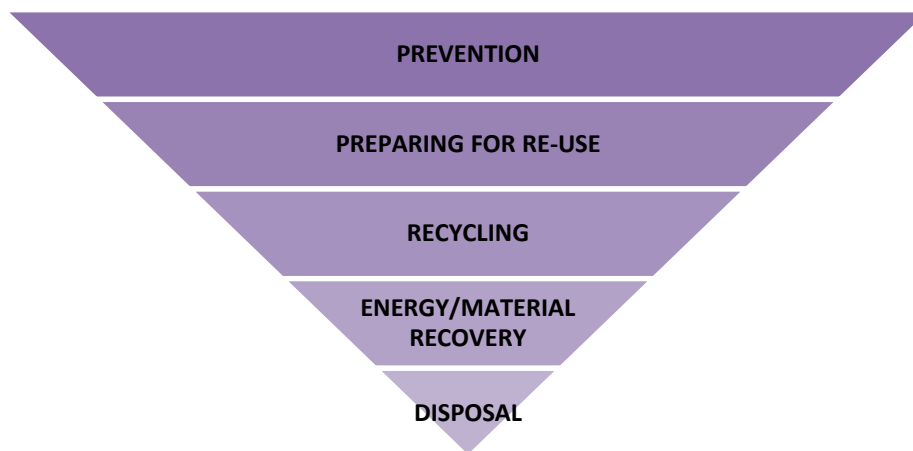 PREVENTION
PREPARING FOR RE-USE
RECYCLING
ENERGY/MATERIAL
RECOVERY
DISPOSAL